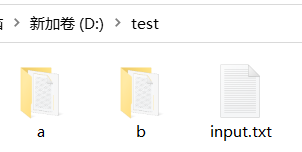 新加卷 (D:) > test
a
b
input.txt